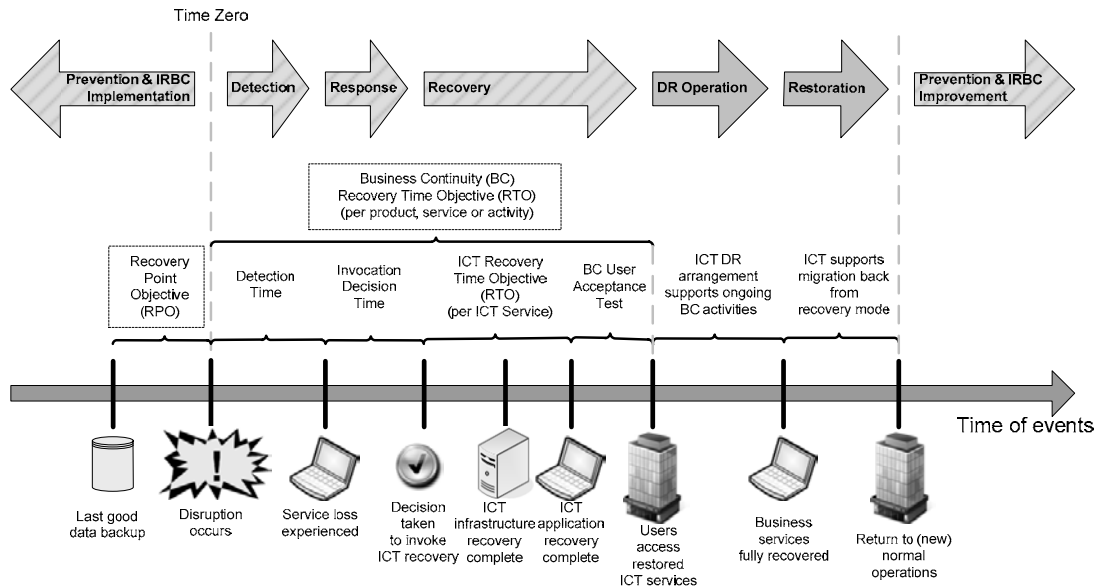 Time Zero
Prevention & IRBC
Implementation
Detection
Response
Recovery
DR Operation
Restoration
Prevention & IRBC
Improvement
Business Continuity (BC)
Recovery Time Objective (RTO)
(per product, service or activity)
Recovery
Point
Objective
(RPO)
Detection
Time
Invocation
Decision
Time
ICT Recovery
Time Objective
(RTO)
(per ICT Service)
BC User
Acceptance
Test
ICT DR
arrangement
supports ongoing
BC activities
ICT supports
migration back
from
recovery mode
Time of events
!
Last good
data backup
Disruption
occurs
Service loss
experienced
Decision
taken
to invoke
ICT recovery
ICT
infrastructure
recovery
complete
ICT
application
recovery
complete
Users
access
restored
ICT services
Business
services
fully recovered
Return to (new)
normal
operations